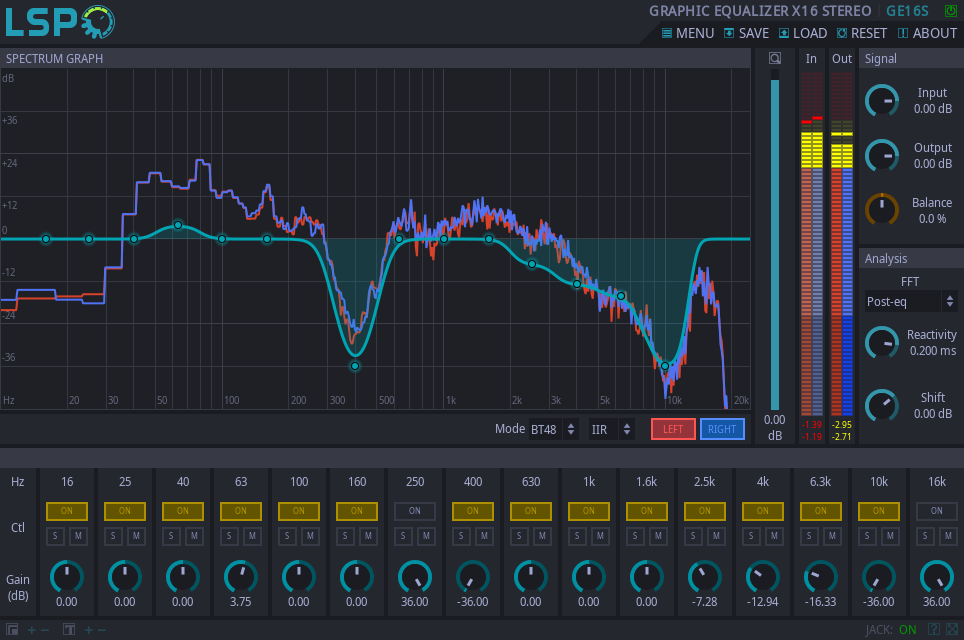 LSP
GRAPHIC EQUALIZER X16 STEREO GE16S
MENU SAVE LOAD RESET ABOUT
SPECTRUM GRAPH
In Out
Signal
dB
+36
+24
+12
0
-12
-24
-36
Hz 20 30 50 100 200 300 500 1k 2k 3k 5k 10k 20k
Input
0.00 dB
Output
0.00 dB
Balance
0.0 %
Analysis
FFT
Post-eq
Reactivity
0.200 ms
Shift
0.00 dB
0.00
dB
-1.39 -2.95
-1.19 -2.71
Mode BT48 IIR LEFT RIGHT
Hz 16 25 40 63 100 160 250 400 630 1k 1.6k 2.5k 4k 6.3k 10k 16k
ON ON ON ON ON ON ON ON ON ON ON ON ON ON ON ON
Ctl
S M S M S M S M S M S M S M S M S M S M S M S M S M S M S M S M
Gain
(dB)
0.00 0.00 0.00 3.75 0.00 0.00 36.00 -36.00 0.00 0.00 0.00 -7.28 -12.94 -16.33 -36.00 36.00
+ − + − JACK: ON